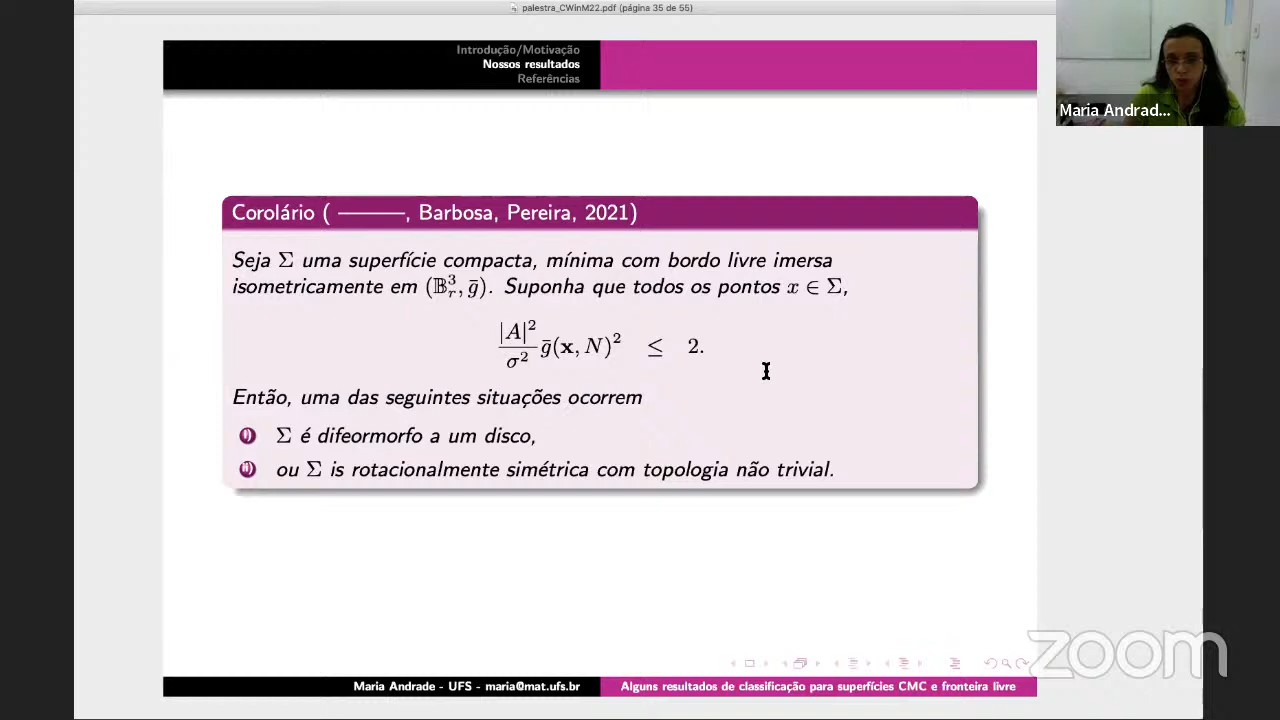 palestra_CWinM22.pdf (página 35 de 55)
Introdução/Motivação
Nossos resultados
Referências
Maria Andrad...
Corolário ( ———, Barbosa, Pereira, 2021)
Seja Σ uma superfície compacta, mínima com bordo livre imersa
isometricamente em (𝔹³ᵣ, ḡ). Suponha que todos os pontos x ∈ Σ,
|A|²/σ² ḡ(x, N)² ≤ 2.
Então, uma das seguintes situações ocorrem
i) Σ é difeormorfo a um disco,
ii) ou Σ is rotacionalmente simétrica com topologia não trivial.
zoom
Maria Andrade - UFS - maria@mat.ufs.br Alguns resultados de classificação para superfícies CMC e fronteira livre